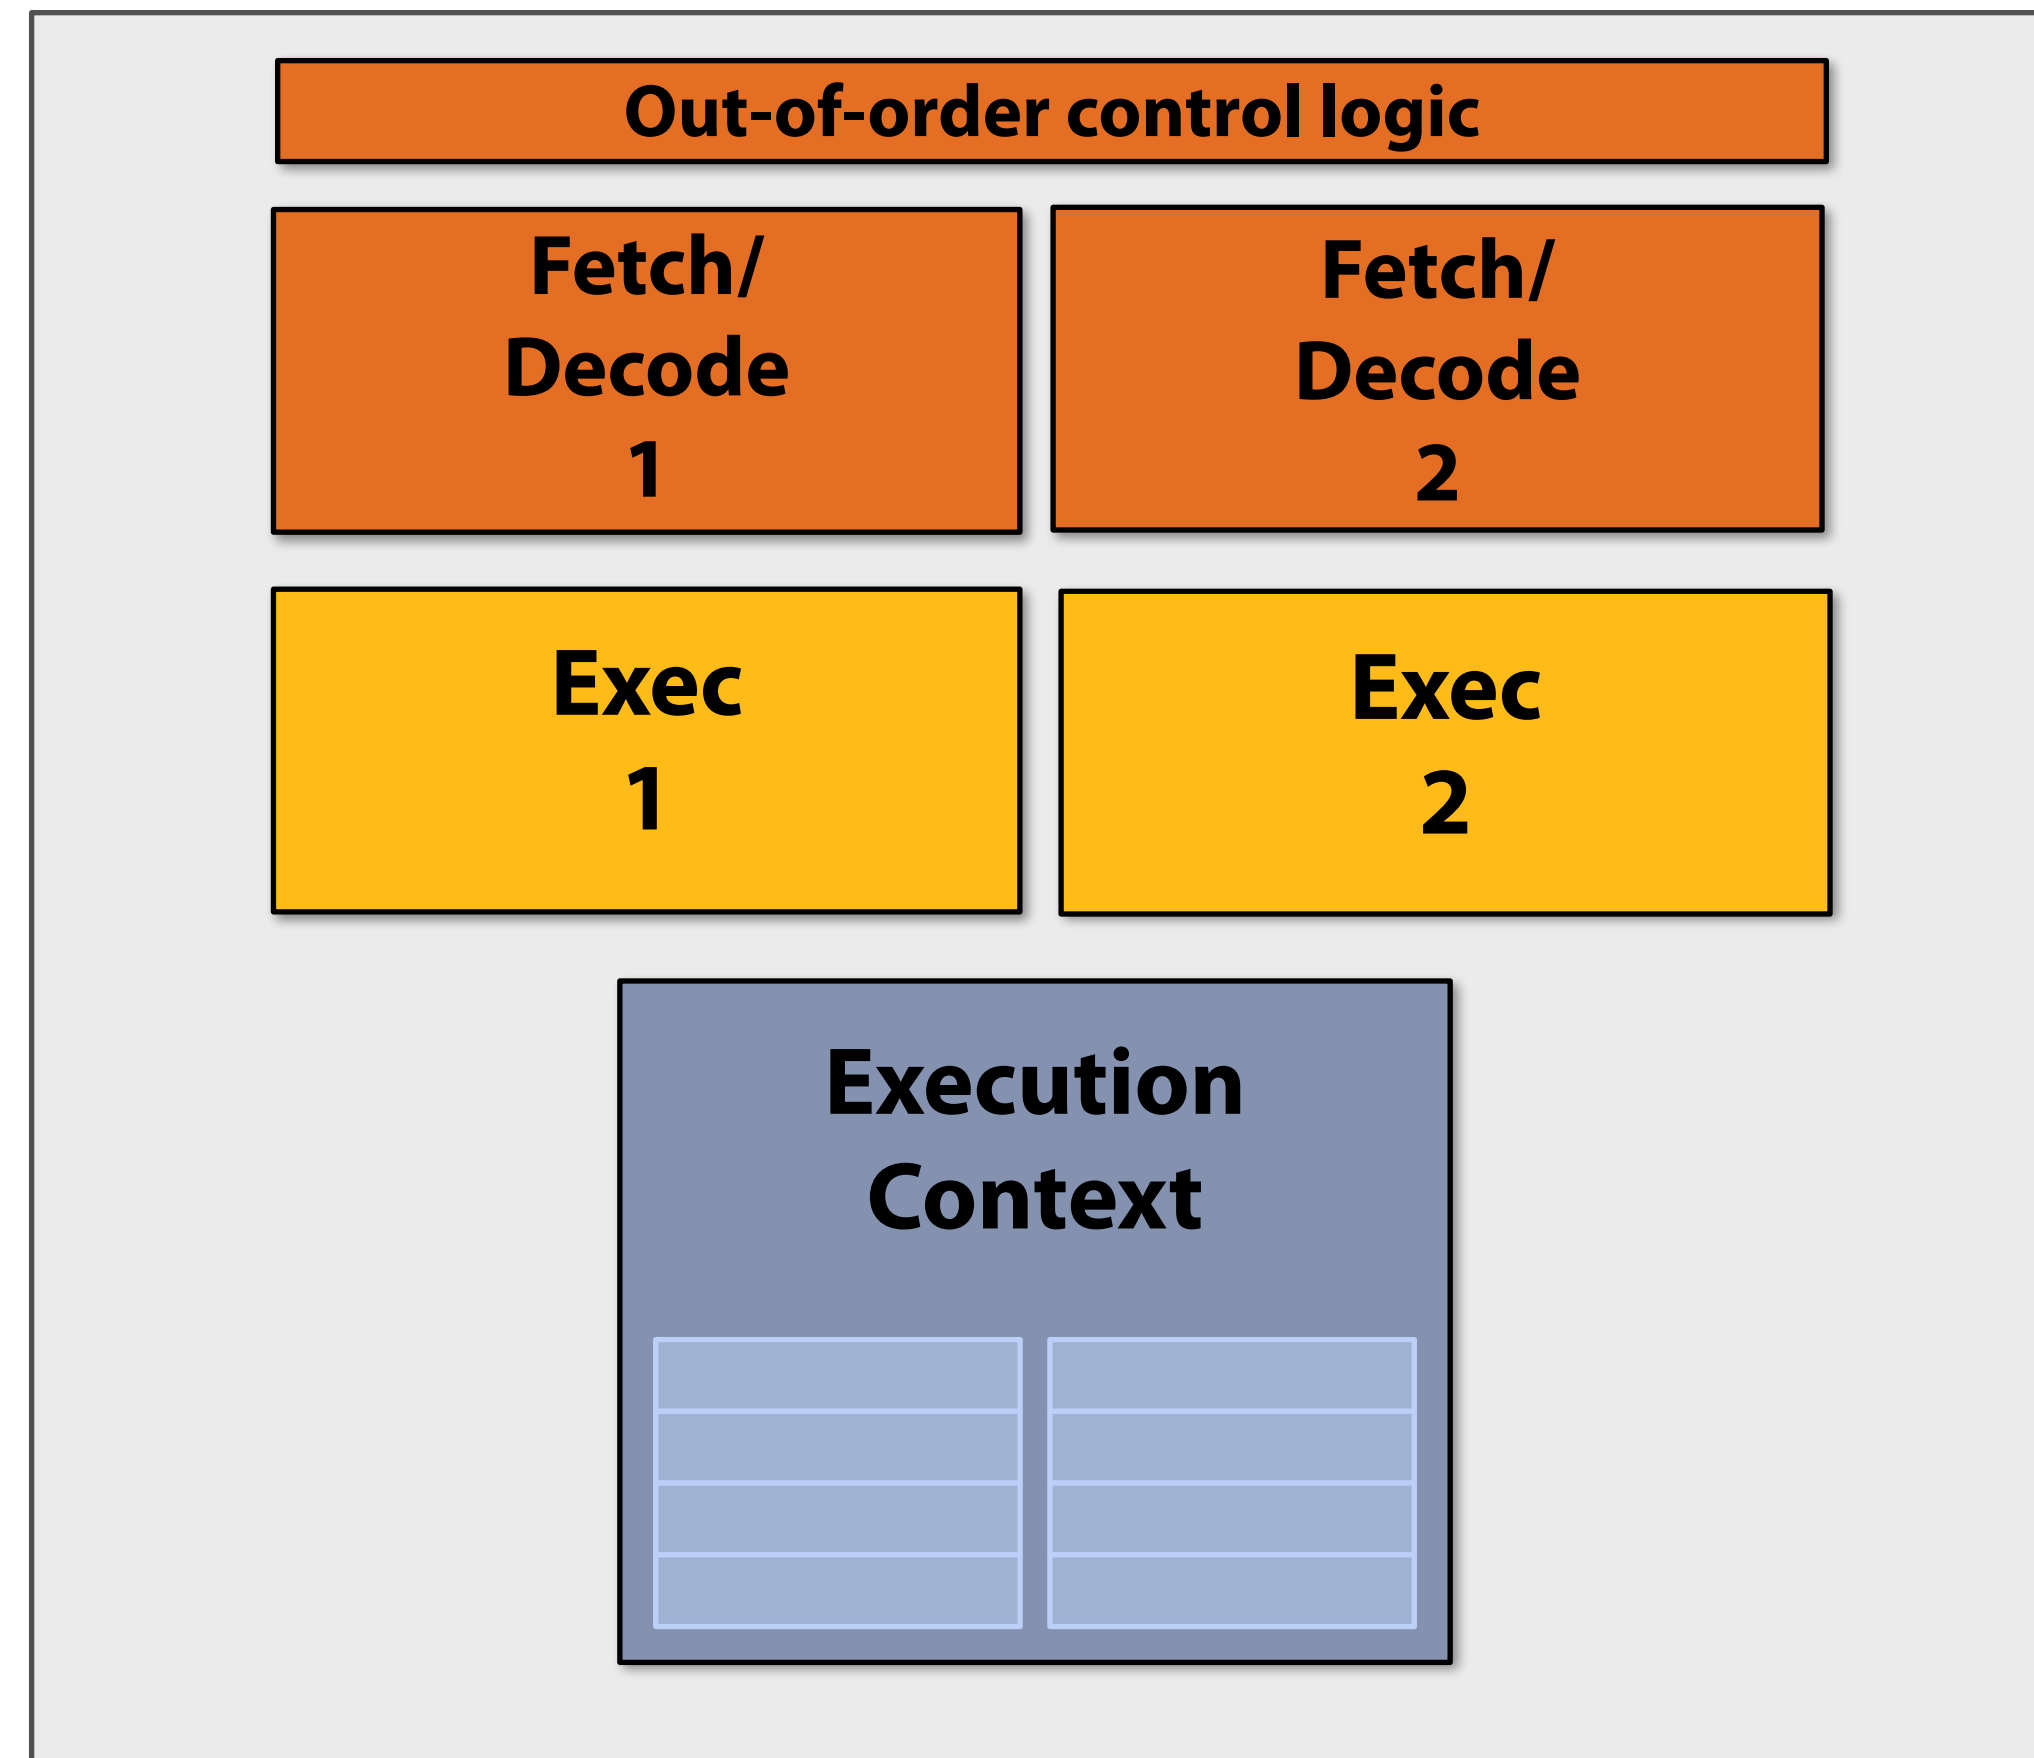 Out-of-order control logic
Fetch/
Decode
1
Fetch/
Decode
2
Exec
1
Exec
2
Execution
Context